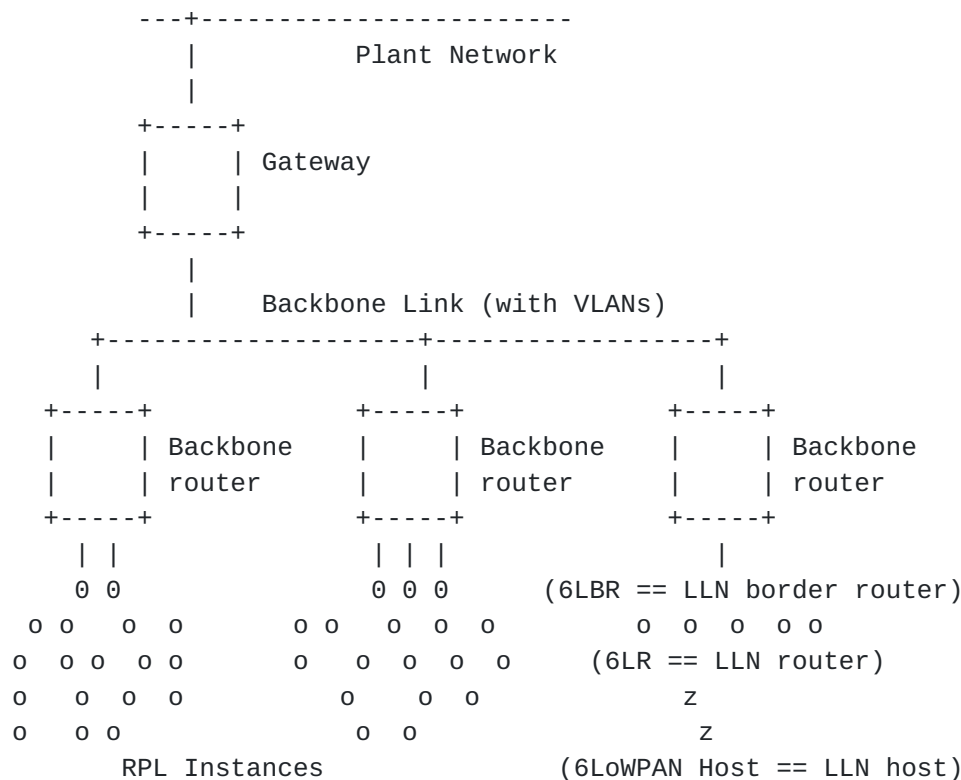 ---+------------------------
|          Plant Network
|
+-----+
|     | Gateway
|     |
+-----+
|
|    Backbone Link (with VLANs)
+--------------------+------------------+
|                    |                  |
+-----+             +-----+             +-----+
|     | Backbone    |     | Backbone    |     | Backbone
|     | router      |     | router      |     | router
+-----+             +-----+             +-----+
| |                | | |                 |
0 0                0 0 0      (6LBR == LLN border router)
o o   o  o       o o   o  o  o         o  o  o  o o
o  o o  o o       o   o  o  o  o     (6LR == LLN router)
o   o  o  o          o    o  o             z
o   o o               o  o                  z
RPL Instances               (6LoWPAN Host == LLN host)